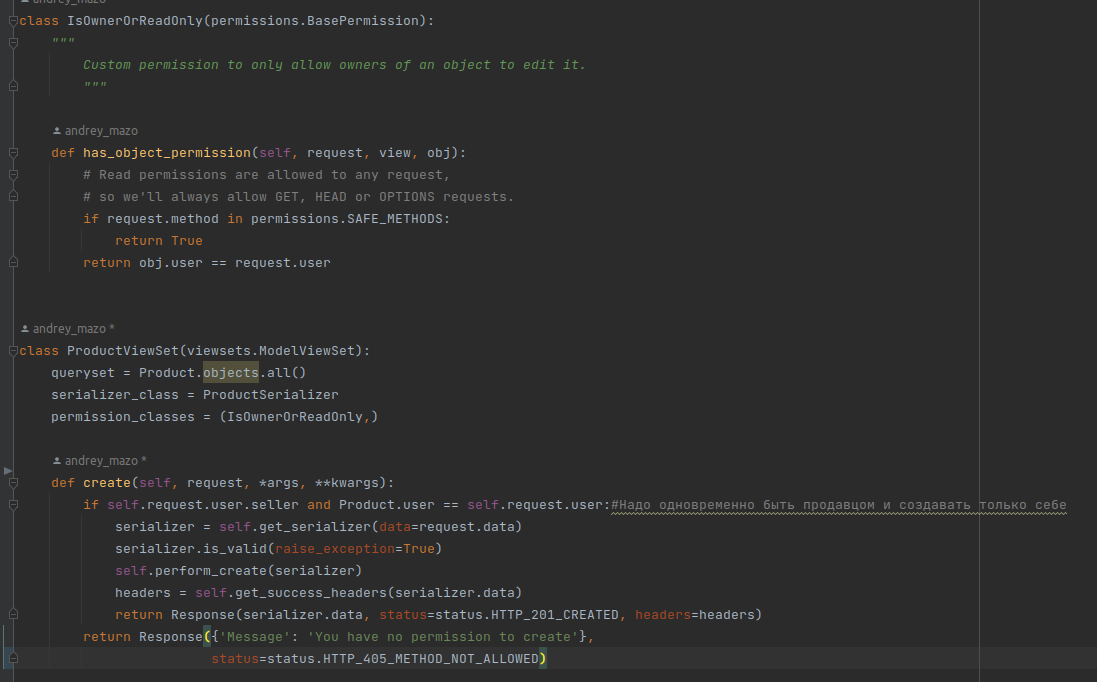 andrey_mazo
class IsOwnerOrReadOnly(permissions.BasePermission):
"""
Custom permission to only allow owners of an object to edit it.
"""
andrey_mazo
def has_object_permission(self, request, view, obj):
# Read permissions are allowed to any request,
# so we'll always allow GET, HEAD or OPTIONS requests.
if request.method in permissions.SAFE_METHODS:
return True
return obj.user == request.user
andrey_mazo *
class ProductViewSet(viewsets.ModelViewSet):
queryset = Product.objects.all()
serializer_class = ProductSerializer
permission_classes = (IsOwnerOrReadOnly,)
andrey_mazo *
def create(self, request, *args, **kwargs):
if self.request.user.seller and Product.user == self.request.user:#Надо одновременно быть продавцом и создавать только себе
serializer = self.get_serializer(data=request.data)
serializer.is_valid(raise_exception=True)
self.perform_create(serializer)
headers = self.get_success_headers(serializer.data)
return Response(serializer.data, status=status.HTTP_201_CREATED, headers=headers)
return Response({'Message': 'You have no permission to create'},
status=status.HTTP_405_METHOD_NOT_ALLOWED)